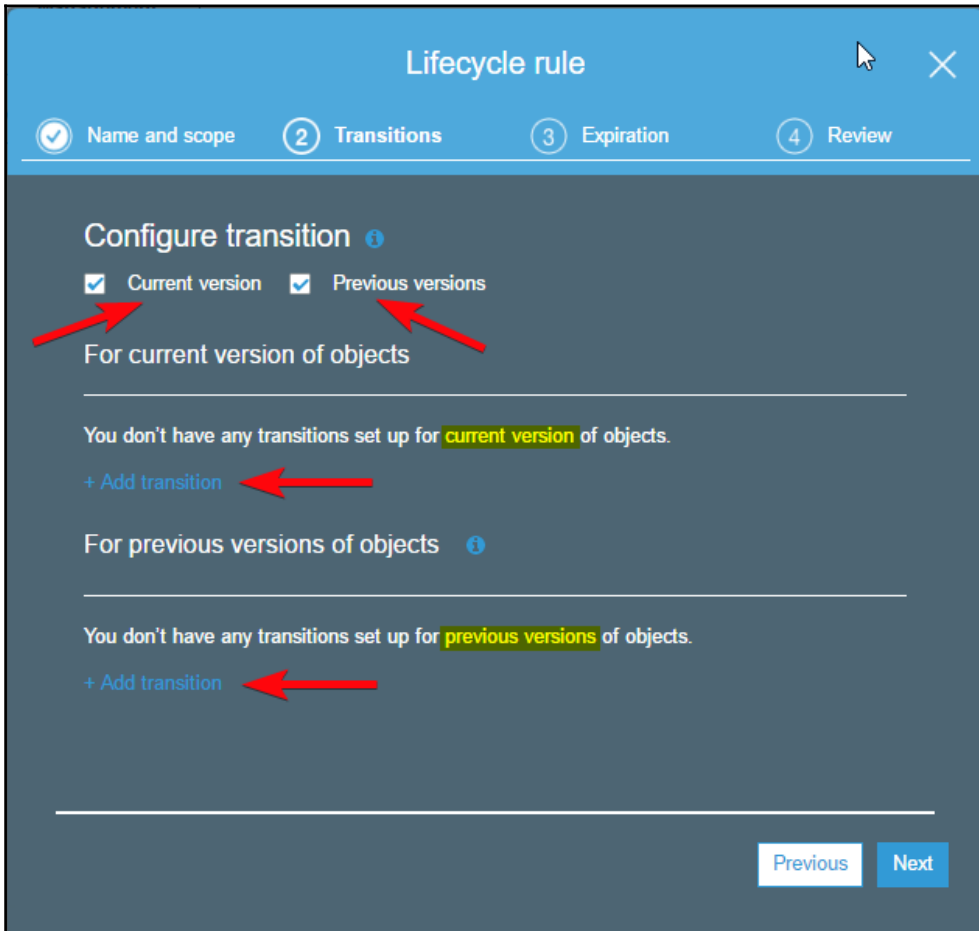 Lifecycle rule
Name and scope 2 Transitions 3 Expiration 4 Review
Configure transition
Current version Previous versions
For current version of objects
You don't have any transitions set up for current version of objects.
+ Add transition
For previous versions of objects
You don't have any transitions set up for previous versions of objects.
+ Add transition
Previous Next